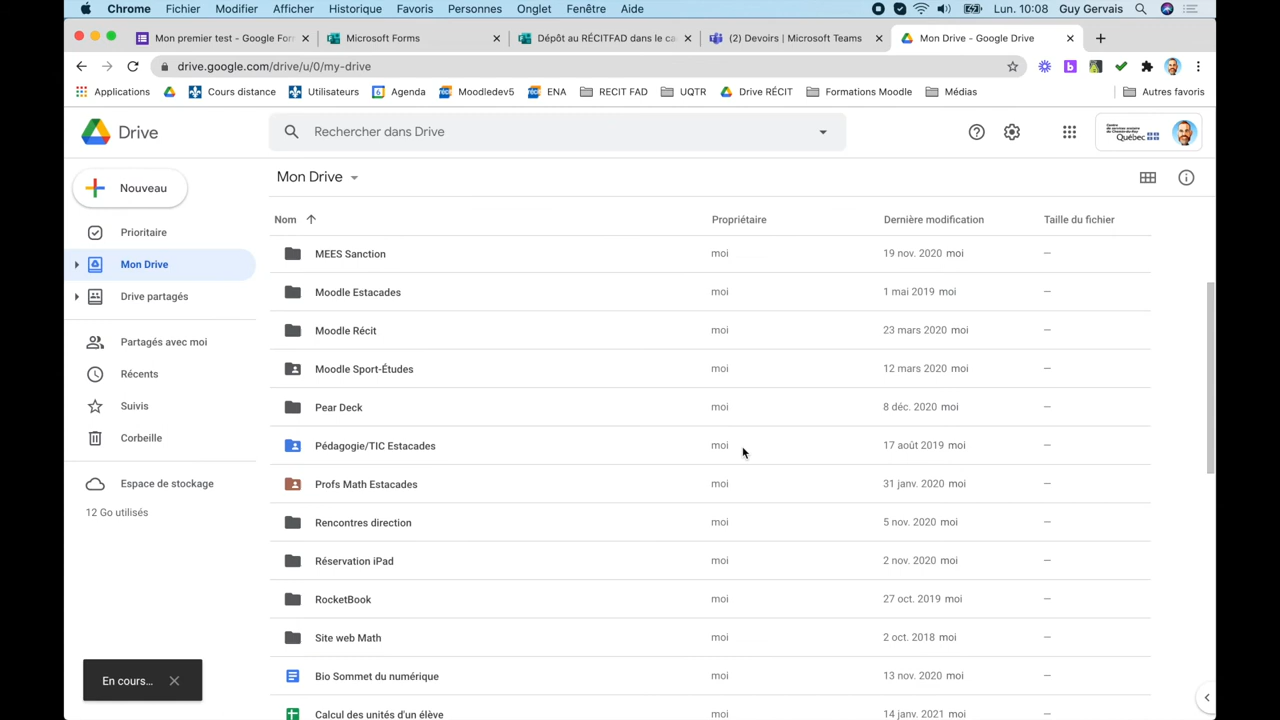 Chrome Fichier Modifier Afficher Historique Favoris Personnes Onglet Fenêtre Aide Lun. 10:08 Guy Gervais
Mon premier test - Google For Microsoft Forms Dépôt au RÉCITFAD dans le ca (2) Devoirs | Microsoft Teams Mon Drive - Google Drive
drive.google.com/drive/u/0/my-drive
Applications Cours distance Utilisateurs Agenda Moodledev5 ENA RECIT FAD UQTR Drive RÉCIT Formations Moodle Médias Autres favoris
Drive Rechercher dans Drive Québec
Nouveau
Mon Drive
Nom Propriétaire Dernière modification Taille du fichier
Prioritaire
Mon Drive
Drive partagés
Partagés avec moi
Récents
Suivis
Corbeille
Espace de stockage
12 Go utilisés
MEES Sanction moi 19 nov. 2020 moi –
Moodle Estacades moi 1 mai 2019 moi –
Moodle Récit moi 23 mars 2020 moi –
Moodle Sport-Études moi 12 mars 2020 moi –
Pear Deck moi 8 déc. 2020 moi –
Pédagogie/TIC Estacades moi 17 août 2019 moi –
Profs Math Estacades moi 31 janv. 2020 moi –
Rencontres direction moi 5 nov. 2020 moi –
Réservation iPad moi 2 nov. 2020 moi –
RocketBook moi 27 oct. 2019 moi –
Site web Math moi 2 oct. 2018 moi –
Bio Sommet du numérique moi 13 nov. 2020 moi –
Calcul des unités d'un élève moi 14 janv. 2021 moi –
En cours...